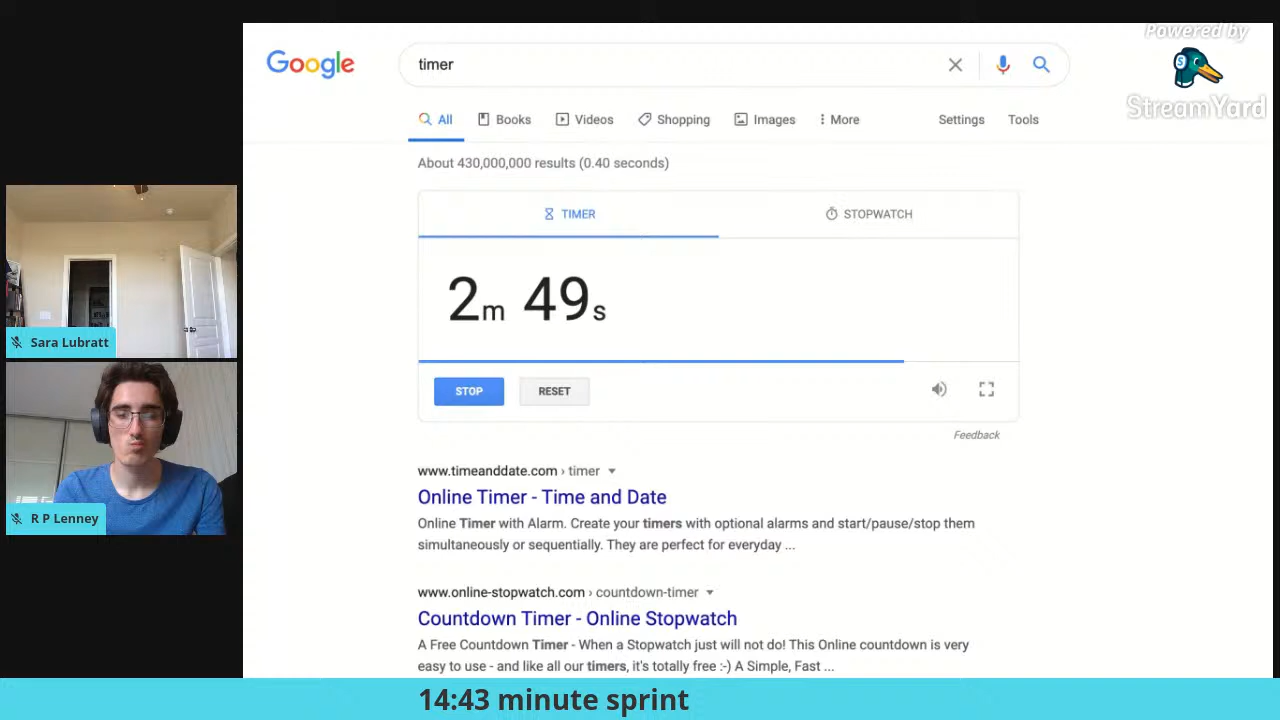 Powered by
StreamYard
Google
timer
All
Books
Videos
Shopping
Images
More
Settings
Tools
About 430,000,000 results (0.40 seconds)
TIMER
STOPWATCH
2m 49s
STOP
RESET
Feedback
www.timeanddate.com › timer
Online Timer - Time and Date
Online Timer with Alarm. Create your timers with optional alarms and start/pause/stop them
simultaneously or sequentially. They are perfect for everyday ...
www.online-stopwatch.com › countdown-timer
Countdown Timer - Online Stopwatch
A Free Countdown Timer - When a Stopwatch just will not do! This Online countdown is very
easy to use - and like all our timers, it's totally free :-) A Simple, Fast ...
Sara Lubratt
R P Lenney
14:43 minute sprint